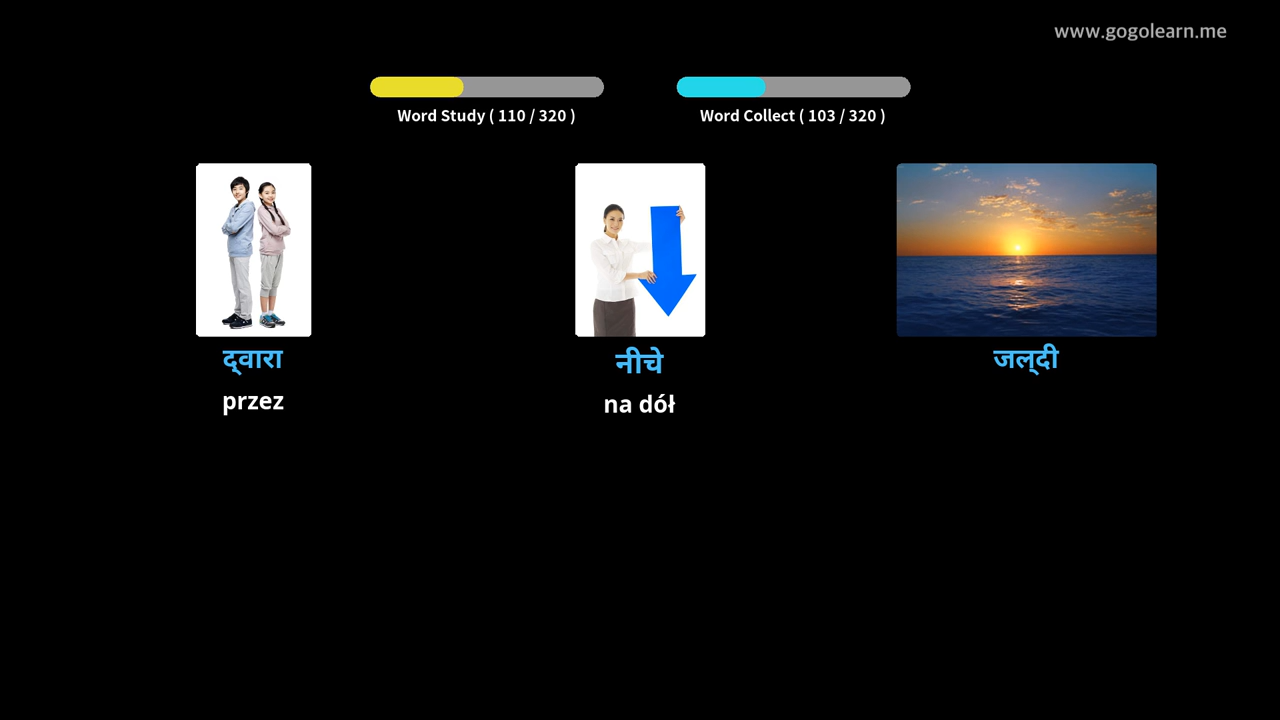 www.gogolearn.me
Word Study ( 110 / 320 )
Word Collect ( 103 / 320 )
द्‌वारा
नीचे
जल्‌दी
przez
na dół